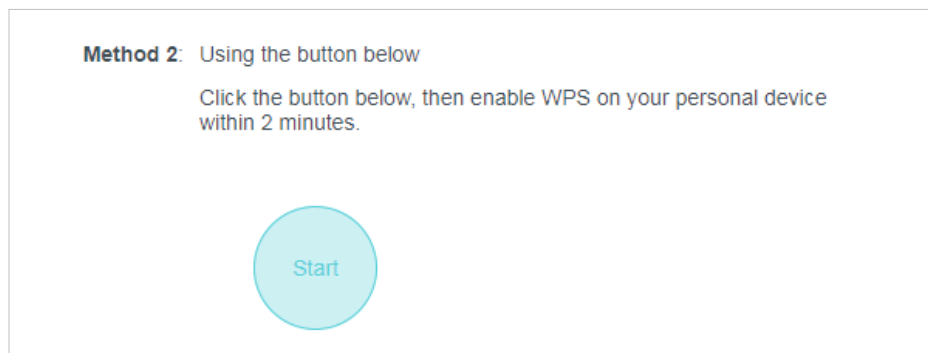 Method 2: Using the button below
Click the button below, then enable WPS on your personal device
within 2 minutes.
Start